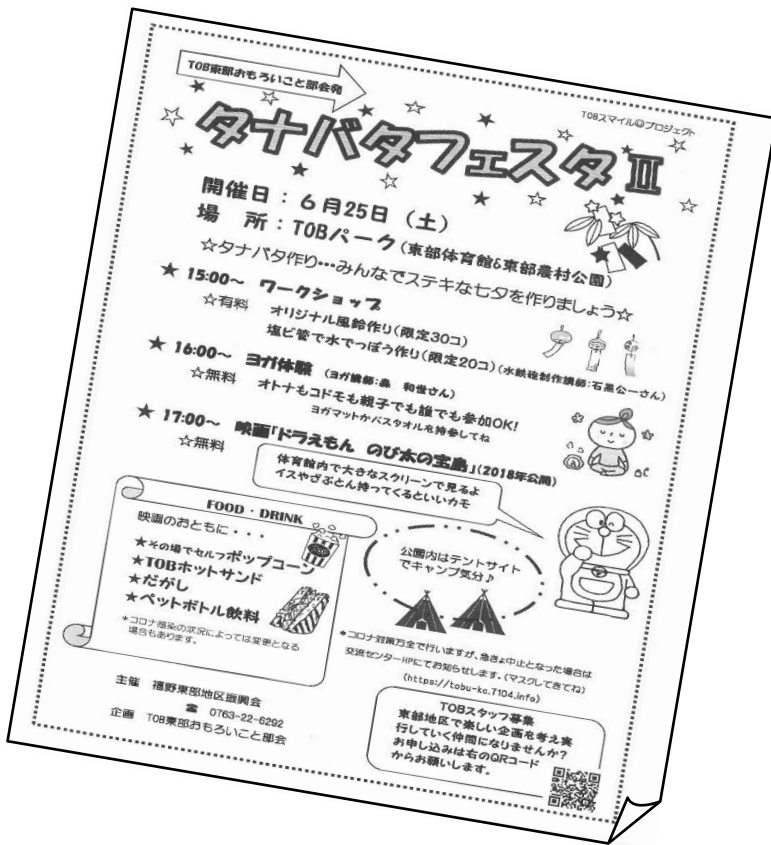 TOB東部おもろいこと部会発
TOBスマイル☺プロジェクト
タナバタフェスタⅢ
開催日：6月25日（土）
場　所：TOBパーク（東部体育館&東部農村公園）
☆タナバタ作り…みんなでステキな七夕を作りましょう☆
★ 15:00～ ワークショップ
☆有料 オリジナル風鈴作り（限定30コ）
塩ビ管で水でっぽう作り（限定20コ）（水鉄砲制作講師：石黒公一さん）
★ 16:00～ ヨガ体験（ヨガ講師：　和世さん）
☆無料 オトナもコドモも親子でも誰でも参加OK!
ヨガマットかバスタオルを持参してね
★ 17:00～ 映画「ドラえもん　のび太の宝島」（2018年公開）
☆無料
体育館内で大きなスクリーンで見るよ
イスやざぶとん持ってくるといいカモ
FOOD・DRINK
映画のおともに・・・
★その場でセルフポップコーン
★TOBホットサンド
★だがし
★ペットボトル飲料
*コロナ感染の状況によっては変更となる
場合もあります。
公園内はテントサイト
でキャンプ気分♪
*コロナ対策万全で行いますが、急きょ中止となった場合は
交流センターHPにてお知らせします。（マスクしてきてね）
（https://tobu-kc.7104.info）
主催　福野東部地区振興会
☎ 0763-22-6292
企画　TOB東部おもろいこと部会
TOBスタッフ募集
東部地区で楽しい企画を考え実
行していく仲間になりませんか？
お申し込みは右のQRコード
からお願いします。